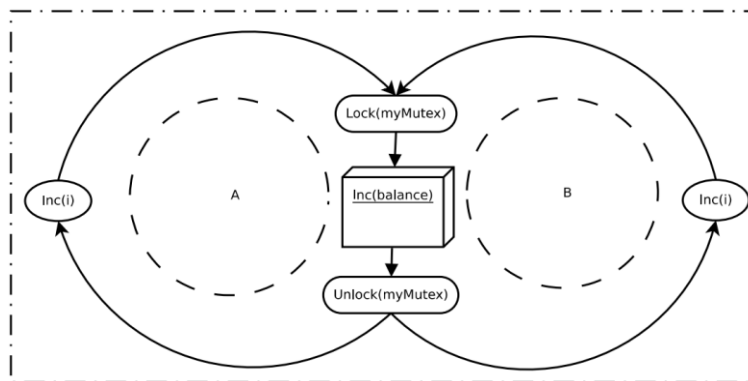 Lock(myMutex)
A
Inc(balance)
B
Inc(i)
Inc(i)
Unlock(myMutex)